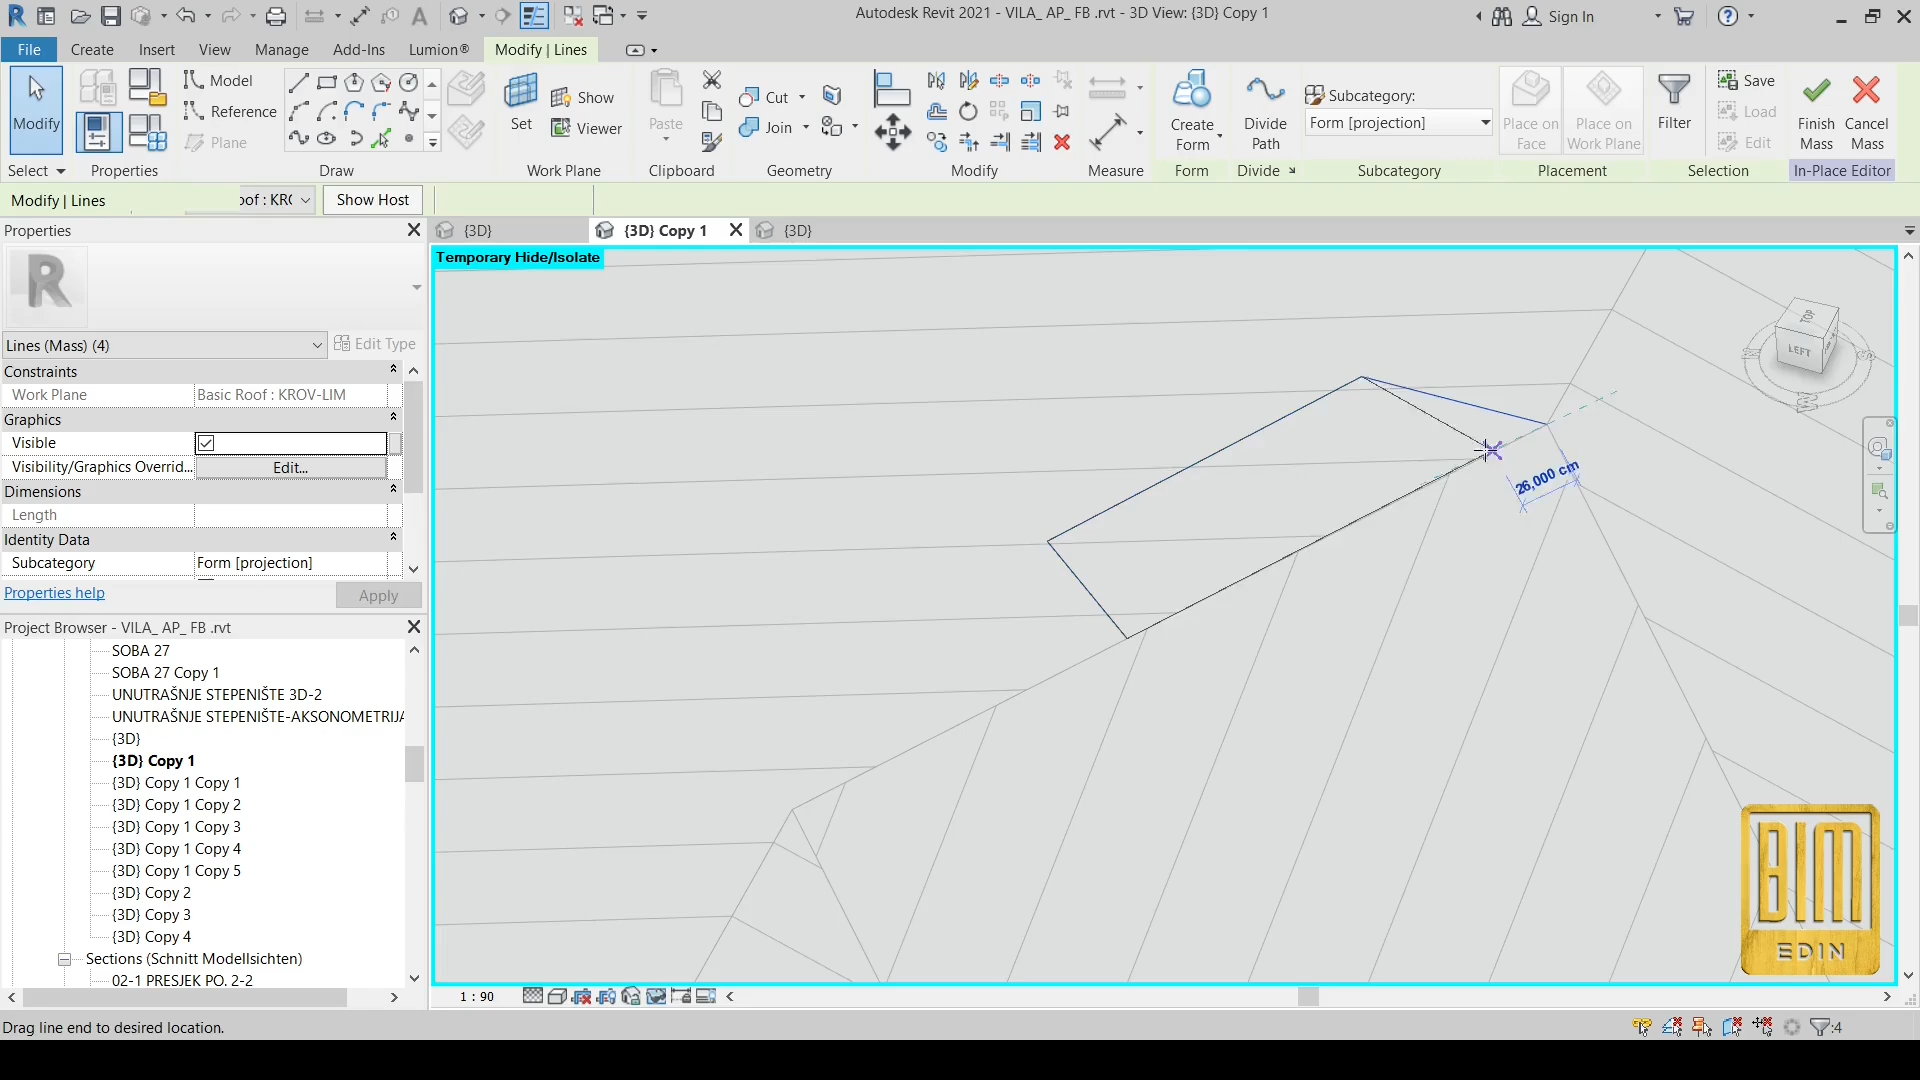 Autodesk Revit 2021 - VILA_ AP_ FB .rvt - 3D View: {3D} Copy 1
Sign In
File
Create
Insert
View
Manage
Add-Ins
Lumion®
Modify | Lines
Modify
Model
Reference
Plane
Set
Show
Viewer
Paste
Cut
Join
Create Form
Divide Path
Subcategory:
Form [projection]
Place on Face
Place on Work Plane
Filter
Save
Load
Edit
Finish Mass
Cancel Mass
Select
Properties
Draw
Work Plane
Clipboard
Geometry
Modify
Measure
Form
Divide
Subcategory
Placement
Selection
In-Place Editor
Modify | Lines
Show Host
Properties
{3D}
{3D} Copy 1
{3D}
Temporary Hide/Isolate
R
Lines (Mass) (4)
Edit Type
Constraints
Work Plane
Basic Roof : KROV-LIM
Graphics
Visible
Visibility/Graphics Overrid...
Edit...
Dimensions
Length
Identity Data
Subcategory
Form [projection]
Properties help
Apply
TOP
LEFT
26,000 cm
Project Browser - VILA_ AP_ FB .rvt
SOBA 27
SOBA 27 Copy 1
UNUTRAŠNJE STEPENIŠTE 3D-2
UNUTRAŠNJE STEPENIŠTE-AKSONOMETRIJA
{3D}
{3D} Copy 1
{3D} Copy 1 Copy 1
{3D} Copy 1 Copy 2
{3D} Copy 1 Copy 3
{3D} Copy 1 Copy 4
{3D} Copy 1 Copy 5
{3D} Copy 2
{3D} Copy 3
{3D} Copy 4
Sections (Schnitt Modellsichten)
02-1 PRESJEK PO. 2-2
BIM
EDIN
1 : 90
Drag line end to desired location.
:4